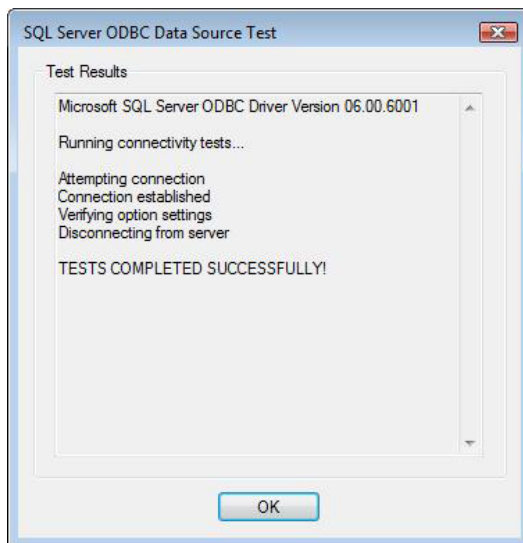 SQL Server ODBC Data Source Test
Test Results
Microsoft SQL Server ODBC Driver Version 06.00.6001
Running connectivity tests...
Attempting connection
Connection established
Verifying option settings
Disconnecting from server
TESTS COMPLETED SUCCESSFULLY!
OK